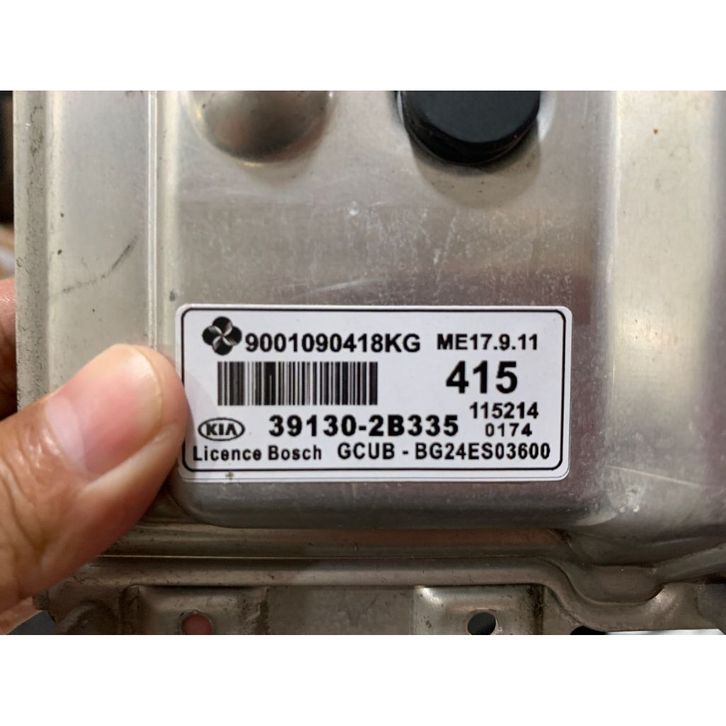 9001090418KG ME17.9.11
415
115214
KIA 39130-2B335 0174
Licence Bosch GCUB - BG24ES03600